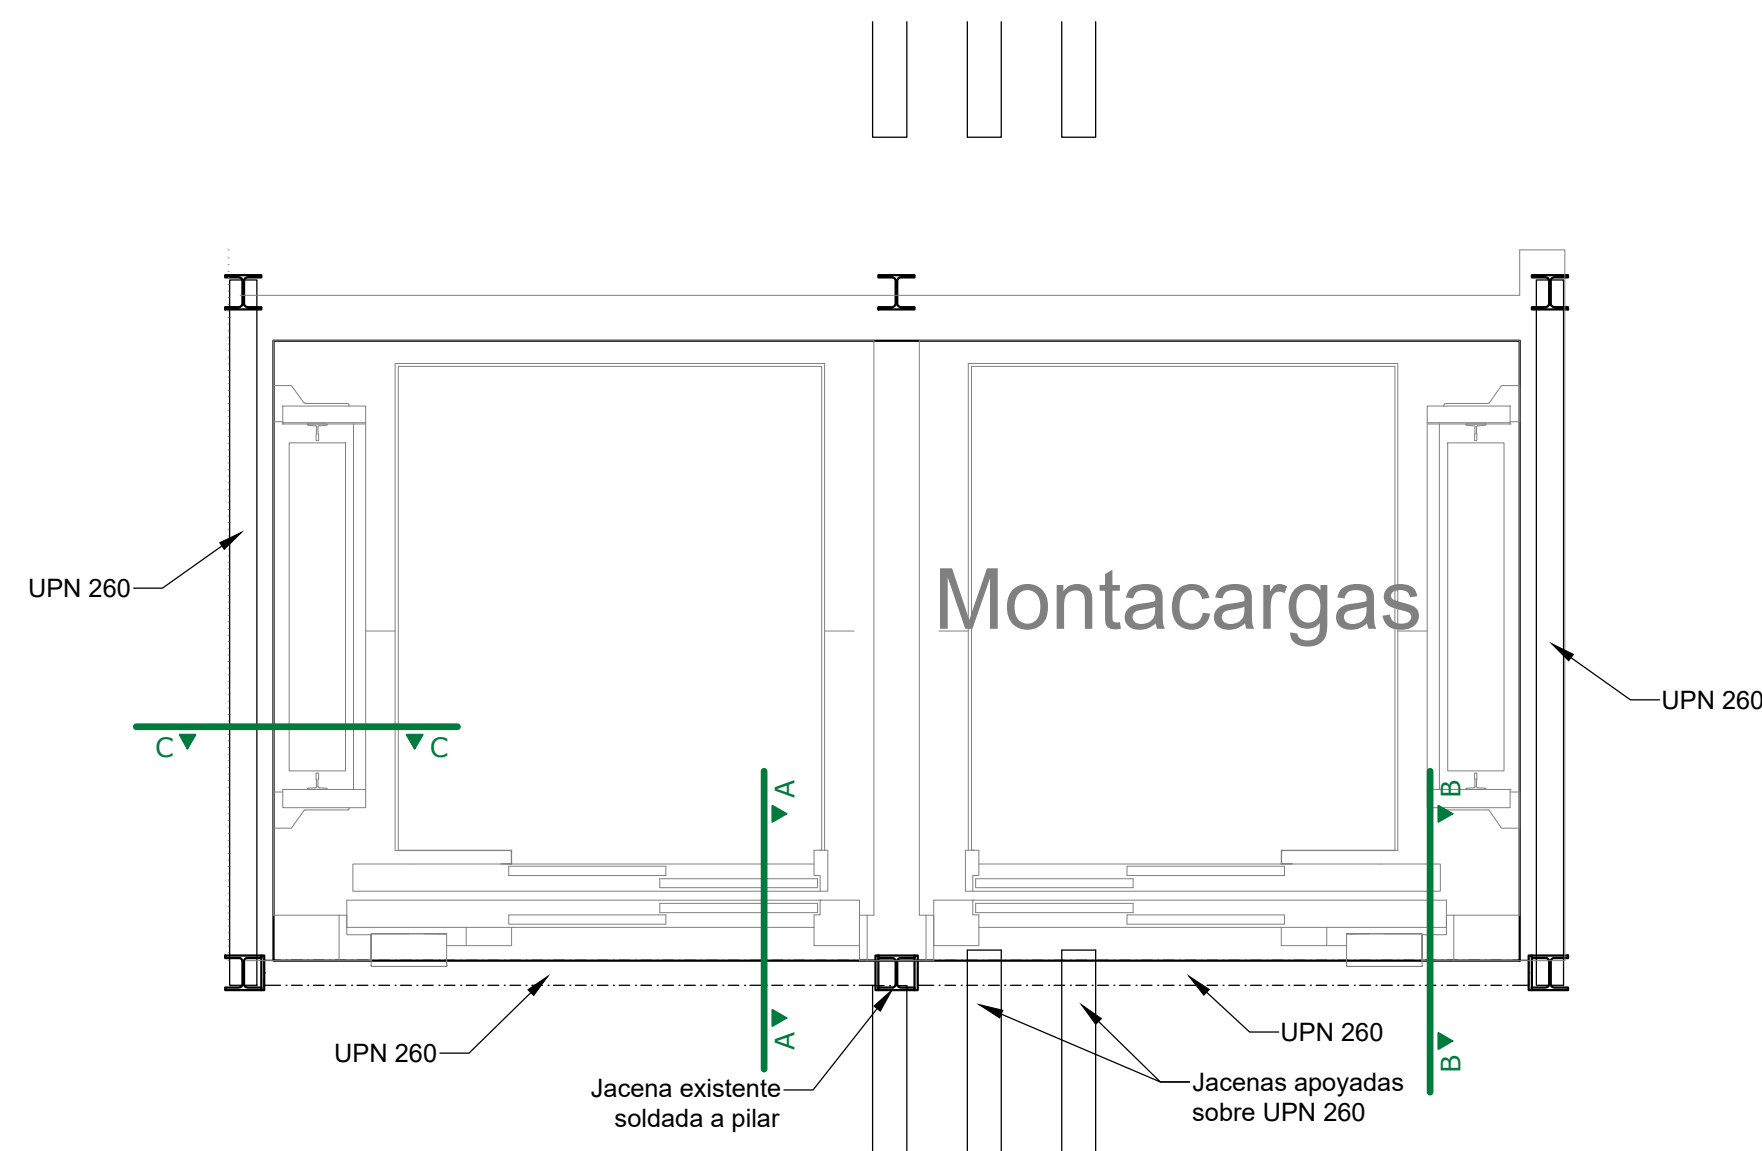 Montacargas
UPN 260
UPN 260
C
C
A
B
A
B
UPN 260
UPN 260
Jacena existente
soldada a pilar
Jacenas apoyadas
sobre UPN 260